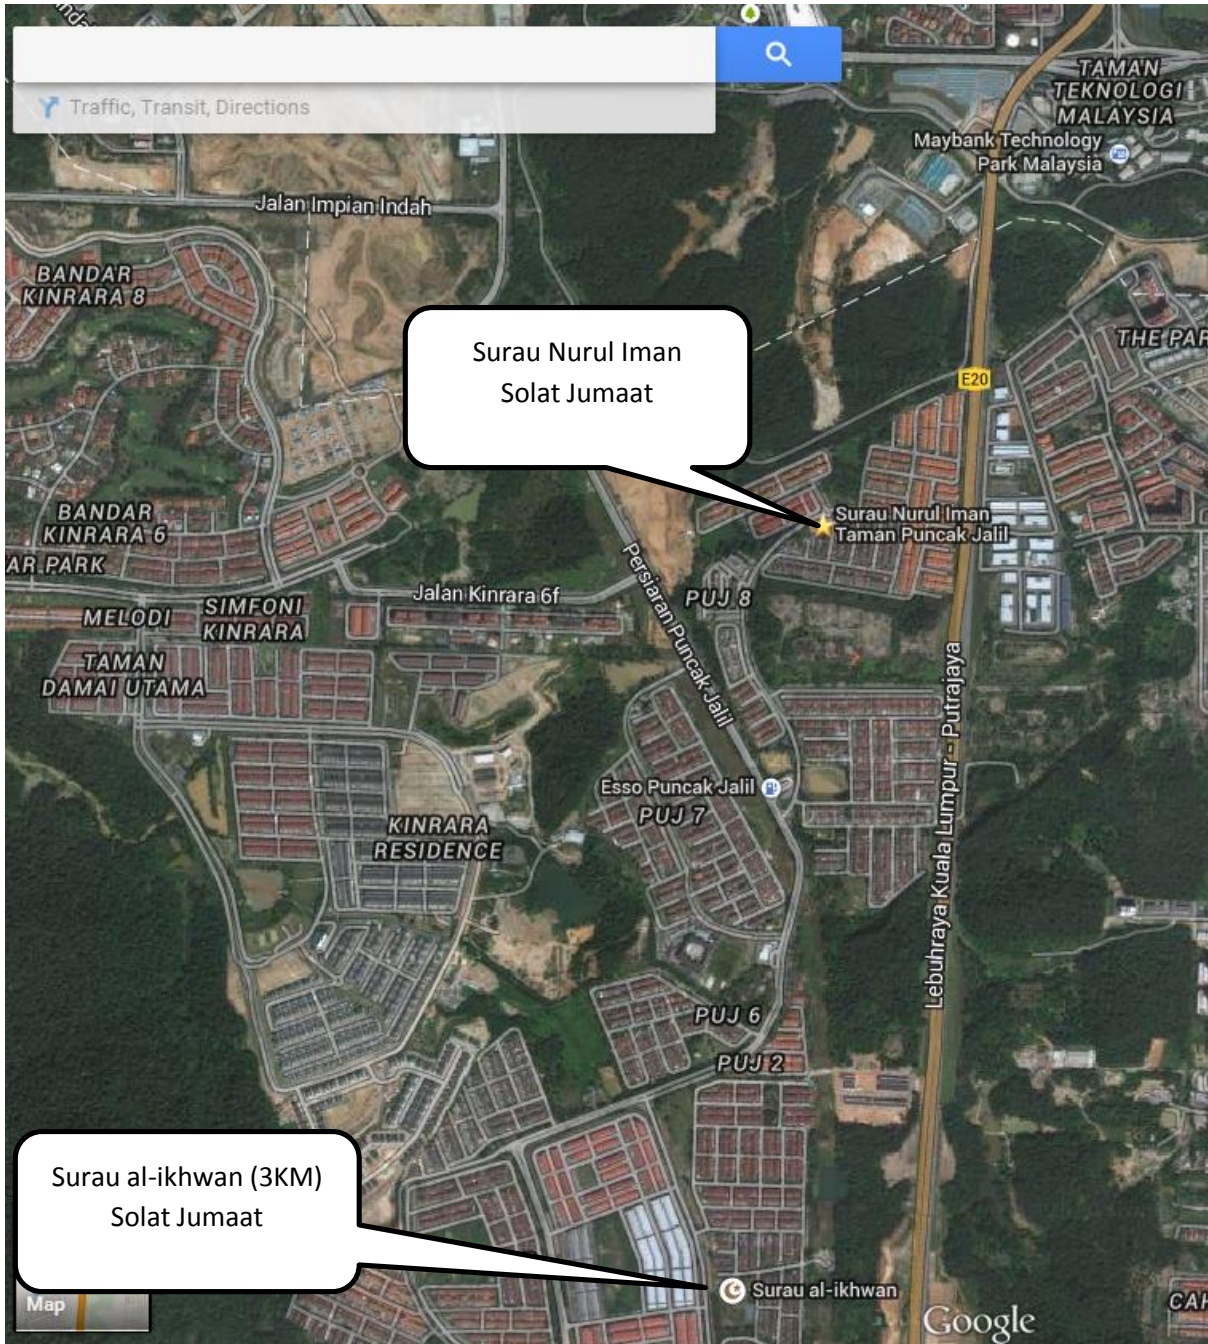 Traffic, Transit, Directions
TAMAN
TEKNOLOGI
MALAYSIA
Maybank Technology
Park Malaysia
Jalan Impian Indah
BANDAR
KINRARA 8
Surau Nurul Iman
Solat Jumaat
THE PAR
E20
BANDAR
KINRARA 6
AR PARK
Surau Nurul Iman
Taman Puncak Jalil
Persiaran Puncak Jalil
Jalan Kinrara 6f
PUJ 8
MELODI
SIMFONI
KINRARA
TAMAN
DAMAI UTAMA
Lebuhraya Kuala Lumpur - Putrajaya
Esso Puncak Jalil
PUJ 7
KINRARA
RESIDENCE
PUJ 6
PUJ 2
Surau al-ikhwan (3KM)
Solat Jumaat
Surau al-ikhwan
Map
Google
CAH